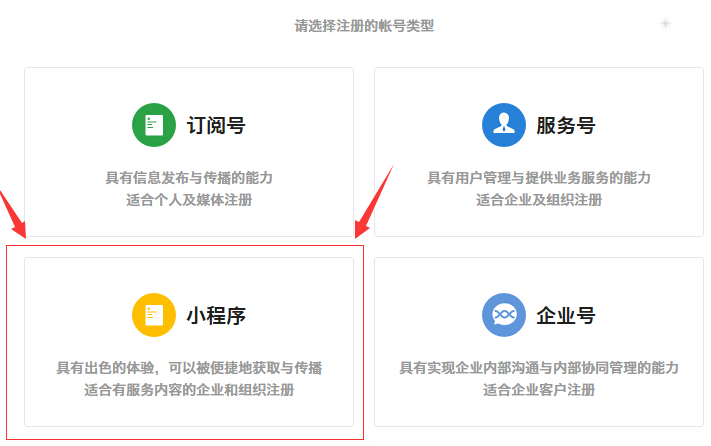 请选择注册的帐号类型
订阅号
具有信息发布与传播的能力
适合个人及媒体注册
服务号
具有用户管理与提供业务服务的能力
适合企业及组织注册
小程序
具有出色的体验，可以被便捷地获取与传播
适合有服务内容的企业和组织注册
企业号
具有实现企业内部沟通与内部协同管理的能力
适合企业客户注册